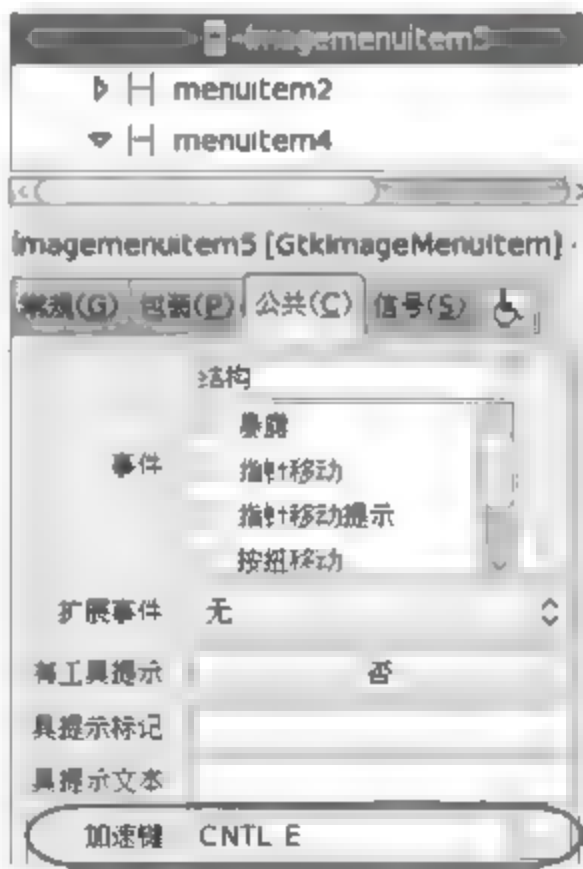 imagemenuitem5
menuitem2
menuitem4
imagemenuitem5 [GtkImageMenuItem] -
常规(G) 包装(P) 公共(C) 信号(S)
结构
暴露
事件
指针移动
指针移动提示
按钮移动
扩展事件 无
有工具提示 否
具提示标记
具提示文本
加速键 CNTL E